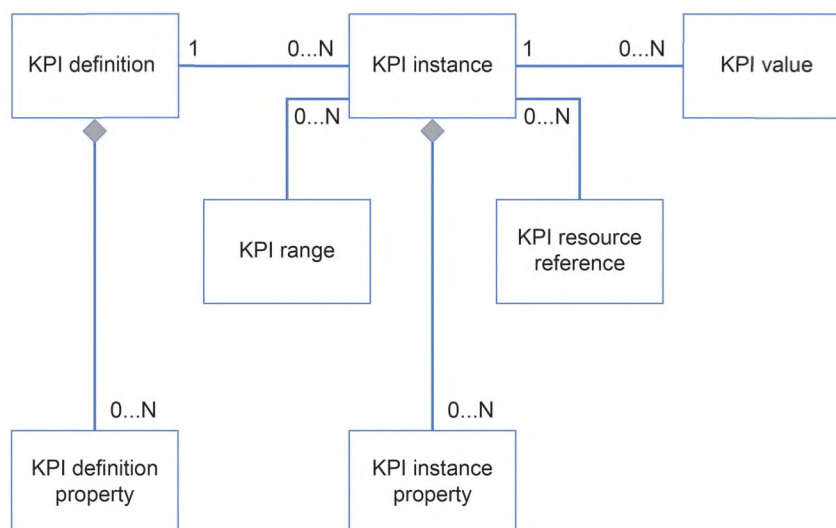 1
0...N
1
0...N
KPI definition
KPI instance
KPI value
0...N
0...N
KPI range
KPI resource
reference
0...N
0...N
KPI definition
property
KPI instance
property